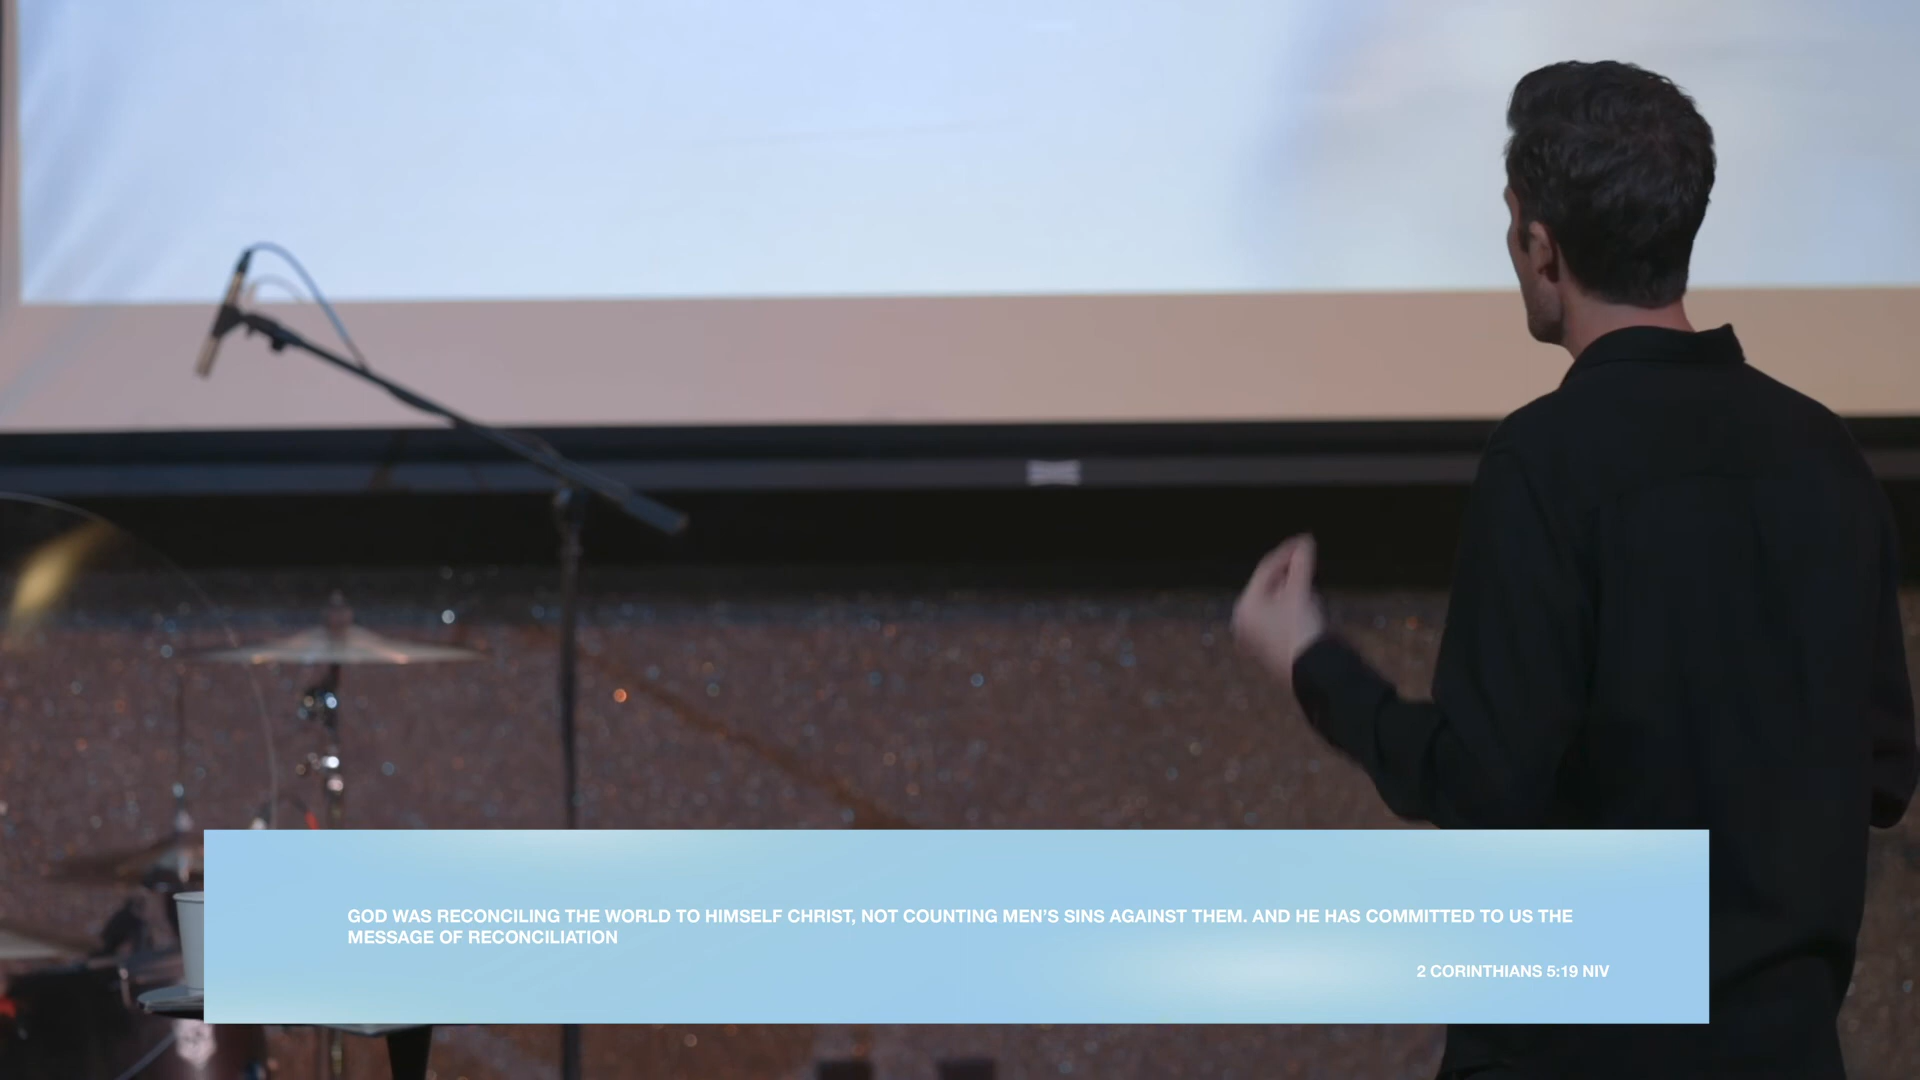 GOD WAS RECONCILING THE WORLD TO HIMSELF CHRIST, NOT COUNTING MEN’S SINS AGAINST THEM. AND HE HAS COMMITTED TO US THE
MESSAGE OF RECONCILIATION
2 CORINTHIANS 5:19 NIV